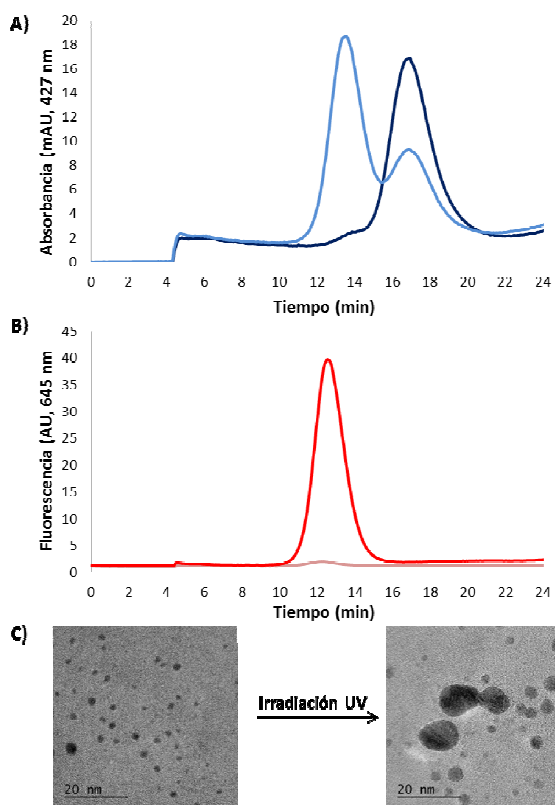 A)
Absorbancia (mAU, 427 nm
20
18
16
14
12
10
8
6
4
2
0
0 2 4 6 8 10 12 14 16 18 20 22 24
Tiempo (min)
B)
Fluorescencia (AU, 645 nm
45
40
35
30
25
20
15
10
5
0
0 2 4 6 8 10 12 14 16 18 20 22 24
Tiempo (min)
C)
Irradiación UV
20 nm
20 nm